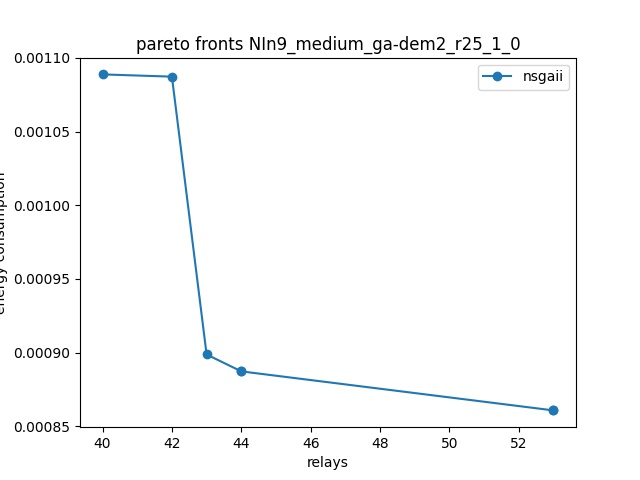 pareto fronts NIn9_medium_ga-dem2_r25_1_0
nsgaii
0.00110
0.00105
0.00100
0.00095
0.00090
0.00085
energy consumption
40 42 44 46 48 50 52
relays